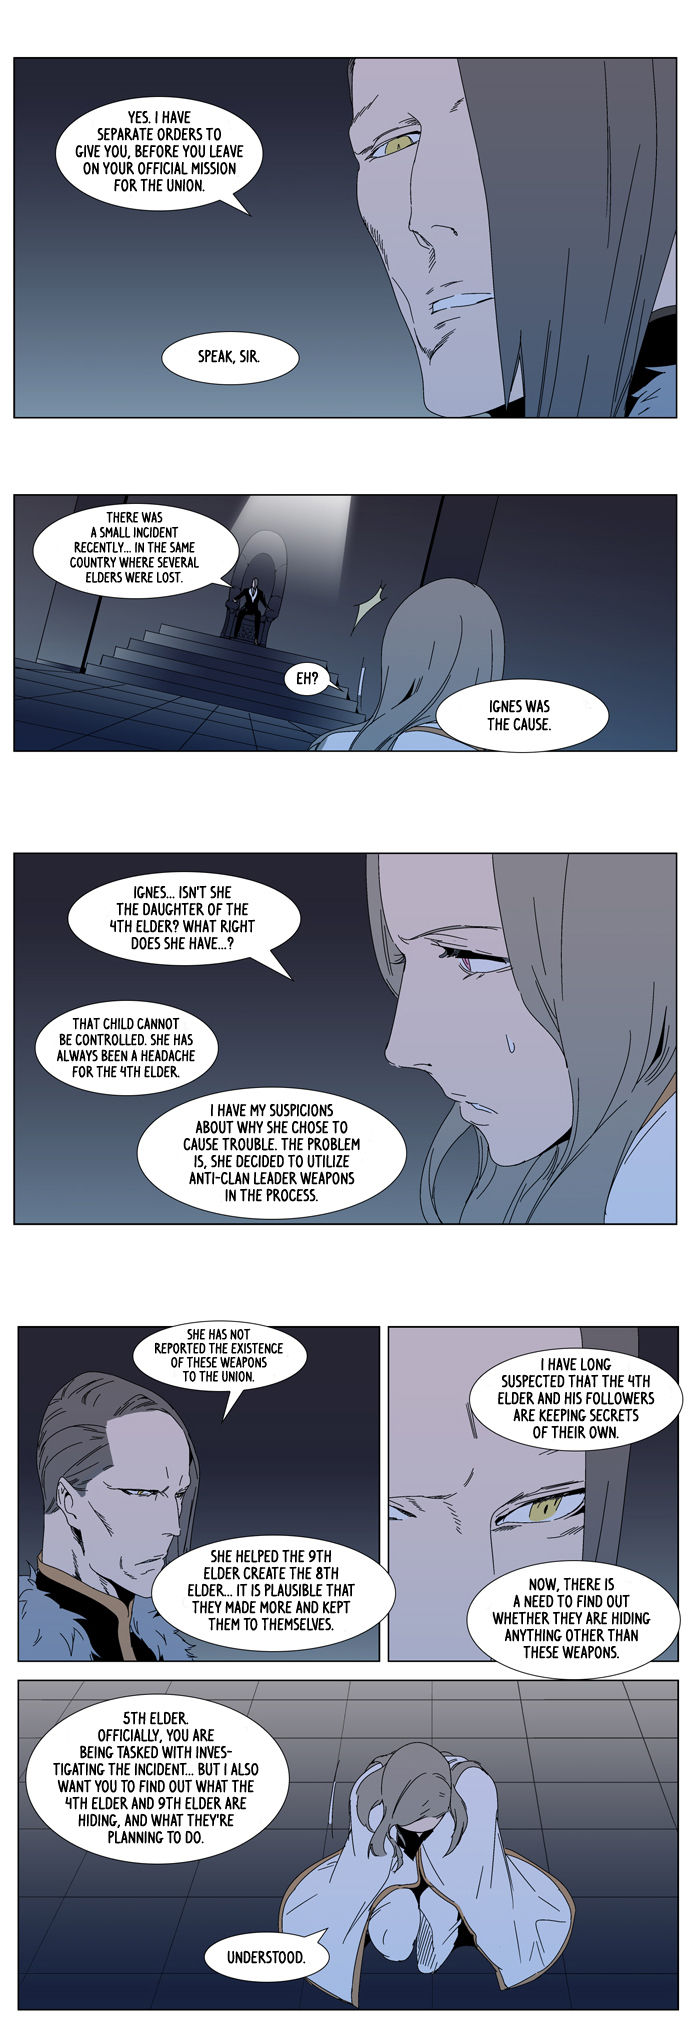 YES. I HAVE
SEPARATE ORDERS TO
GIVE YOU, BEFORE YOU LEAVE
ON YOUR OFFICIAL MISSION
FOR THE UNION.
SPEAK, SIR.
THERE WAS
A SMALL INCIDENT
RECENTLY... IN THE SAME
COUNTRY WHERE SEVERAL
ELDERS WERE LOST.
EH?
IGNES WAS
THE CAUSE.
IGNES... ISN'T SHE
THE DAUGHTER OF THE
4TH ELDER? WHAT RIGHT
DOES SHE HAVE...?
THAT CHILD CANNOT
BE CONTROLLED. SHE HAS
ALWAYS BEEN A HEADACHE
FOR THE 4TH ELDER.
I HAVE MY SUSPICIONS
ABOUT WHY SHE CHOSE TO
CAUSE TROUBLE. THE PROBLEM
IS, SHE DECIDED TO UTILIZE
ANTI-CLAN LEADER WEAPONS
IN THE PROCESS.
SHE HAS NOT
REPORTED THE EXISTENCE
OF THESE WEAPONS
TO THE UNION.
SHE HELPED THE 9TH
ELDER CREATE THE 8TH
ELDER... IT IS PLAUSIBLE THAT
THEY MADE MORE AND KEPT
THEM TO THEMSELVES.
I HAVE LONG
SUSPECTED THAT THE 4TH
ELDER AND HIS FOLLOWERS
ARE KEEPING SECRETS
OF THEIR OWN.
NOW, THERE IS
A NEED TO FIND OUT
WHETHER THEY ARE HIDING
ANYTHING OTHER THAN
THESE WEAPONS.
5TH ELDER.
OFFICIALLY, YOU ARE
BEING TASKED WITH INVES-
TIGATING THE INCIDENT... BUT I ALSO
WANT YOU TO FIND OUT WHAT THE
4TH ELDER AND 9TH ELDER ARE
HIDING, AND WHAT THEY'RE
PLANNING TO DO.
UNDERSTOOD.